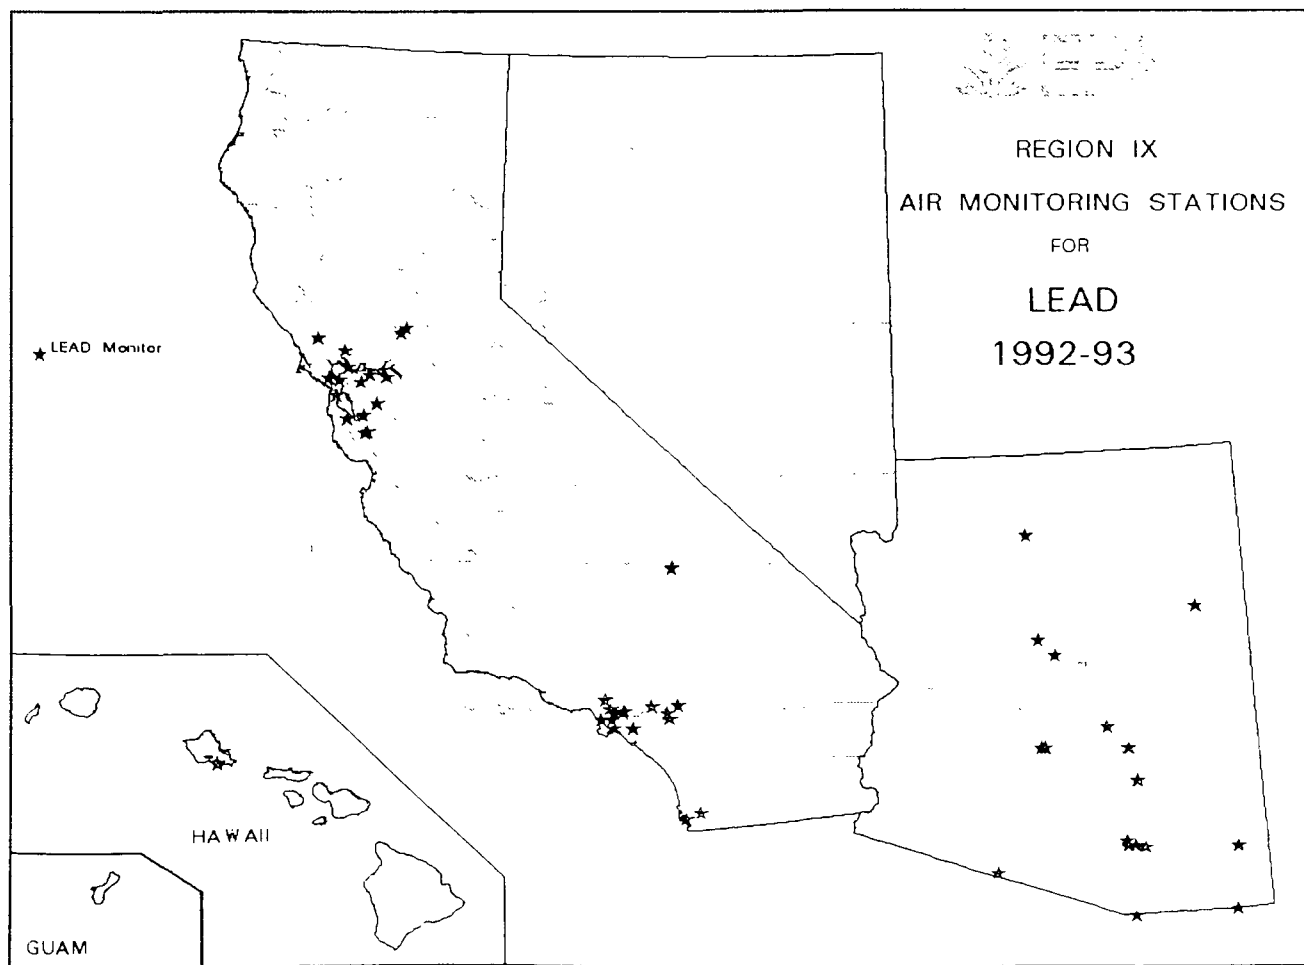 REGION IX
AIR MONITORING STATIONS
FOR
LEAD
1992-93
LEAD Monitor
HAWAII
GUAM